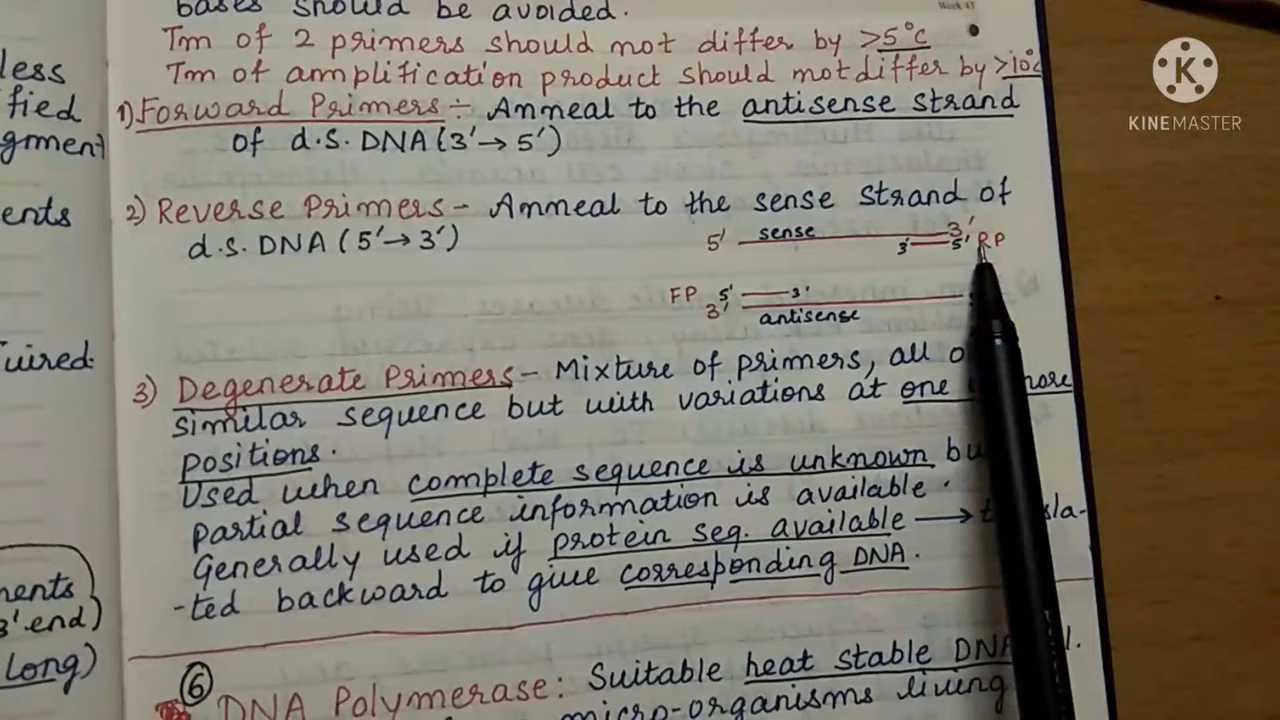 bases should be avoided.
Week 43
Tm of 2 primers should not differ by >5°C
Tm of amplification product should not differ by >10°C
1) Forward Primers ÷ Anneal to the antisense strand
of d.s. DNA (3' → 5')
2) Reverse Primers - Anneal to the sense strand of
d.s. DNA (5' → 3')
5' sense 3'
3' 5' RP
FP 5' 3'
3' antisense
3) Degenerate Primers - Mixture of primers, all
similar sequence but with variations at one
positions.
Used when complete sequence is unknown
partial sequence information is available.
Generally used if protein seq. available →
-ted backward to give corresponding DNA.
6
DNA Polymerase: Suitable heat stable DNA
micro-organisms living
less
fied
gment
ents
uired.
ments
3' end)
long)
K
KINEMASTER